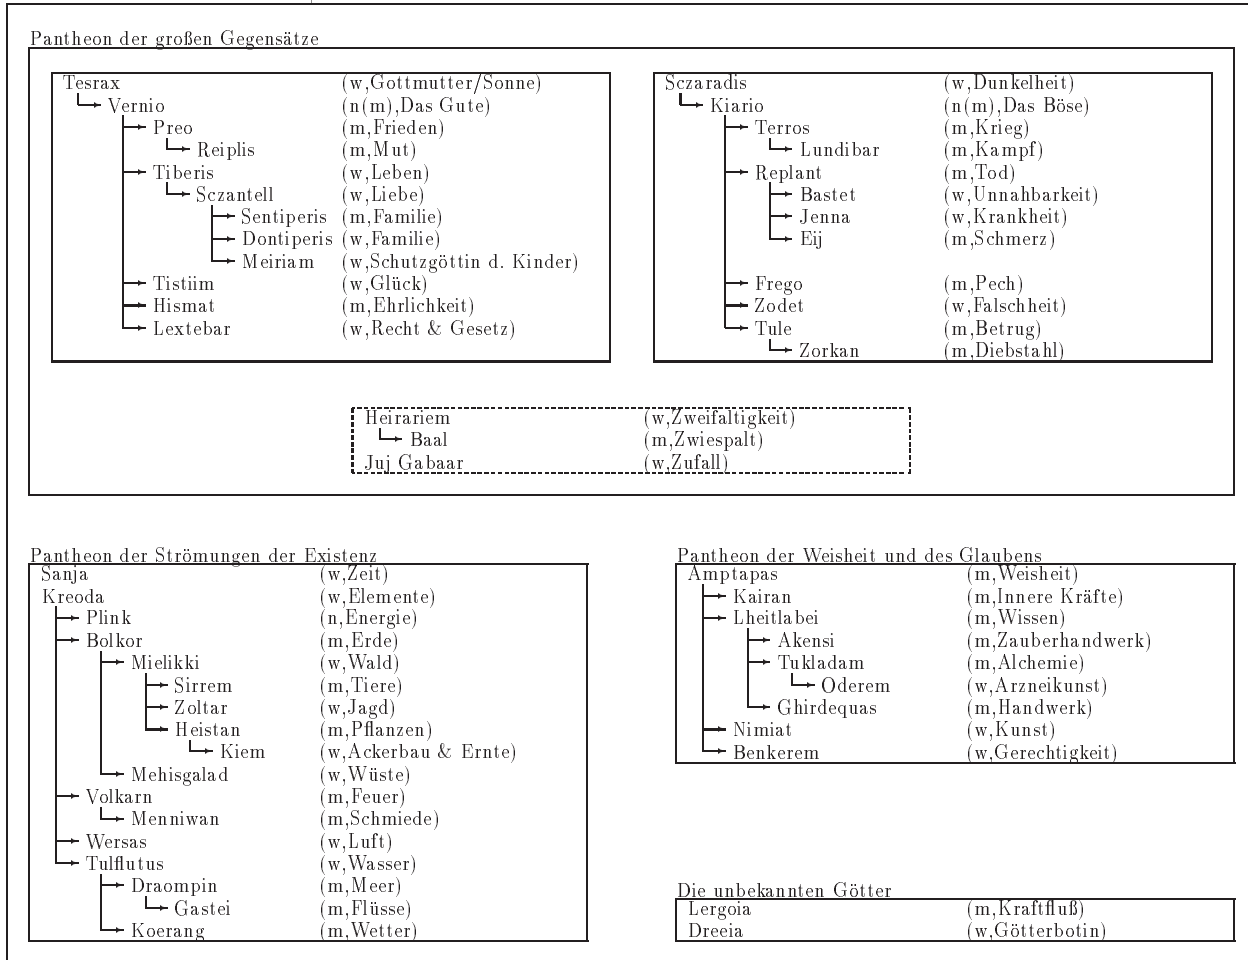 Pantheon der großen Gegensätze
Tesrax (w,Gottmutter/Sonne)
Vernio (n(m),Das Gute)
Preo (m,Frieden)
Reiplis (m,Mut)
Tiberis (w,Leben)
Sczantell (w,Liebe)
Sentiperis (m,Familie)
Dontiperis (w,Familie)
Meiriam (w,Schutzgöttin d. Kinder)
Tistiim (w,Glück)
Hismat (m,Ehrlichkeit)
Lextebar (w,Recht & Gesetz)
Sczaradis (w,Dunkelheit)
Kiario (n(m),Das Böse)
Terros (m,Krieg)
Lundibar (m,Kampf)
Replant (m,Tod)
Bastet (w,Unnahbarkeit)
Jenna (w,Krankheit)
Eij (m,Schmerz)
Frego (m,Pech)
Zodet (w,Falschheit)
Tule (m,Betrug)
Zorkan (m,Diebstahl)
Heirariem (w,Zweifaltigkeit)
Baal (m,Zwiespalt)
Juj Gabaar (w,Zufall)
Pantheon der Strömungen der Existenz
Sanja (w,Zeit)
Kreoda (w,Elemente)
Plink (n,Energie)
Bolkor (m,Erde)
Mielikki (w,Wald)
Sirrem (m,Tiere)
Zoltar (w,Jagd)
Heistan (m,Pflanzen)
Kiem (w,Ackerbau & Ernte)
Mehisgalad (w,Wüste)
Volkarn (m,Feuer)
Menniwan (m,Schmiede)
Wersas (w,Luft)
Tulflutus (w,Wasser)
Draompin (m,Meer)
Gastei (m,Flüsse)
Koerang (m,Wetter)
Pantheon der Weisheit und des Glaubens
Amptapas (m,Weisheit)
Kairan (m,Innere Kräfte)
Lheitlabei (m,Wissen)
Akensi (m,Zauberhandwerk)
Tukladam (m,Alchemie)
Oderem (w,Arzneikunst)
Ghirdequas (m,Handwerk)
Nimiat (w,Kunst)
Benkerem (w,Gerechtigkeit)
Die unbekannten Götter
Lergoia (m,Kraftfluß)
Dreeia (w,Götterbotin)